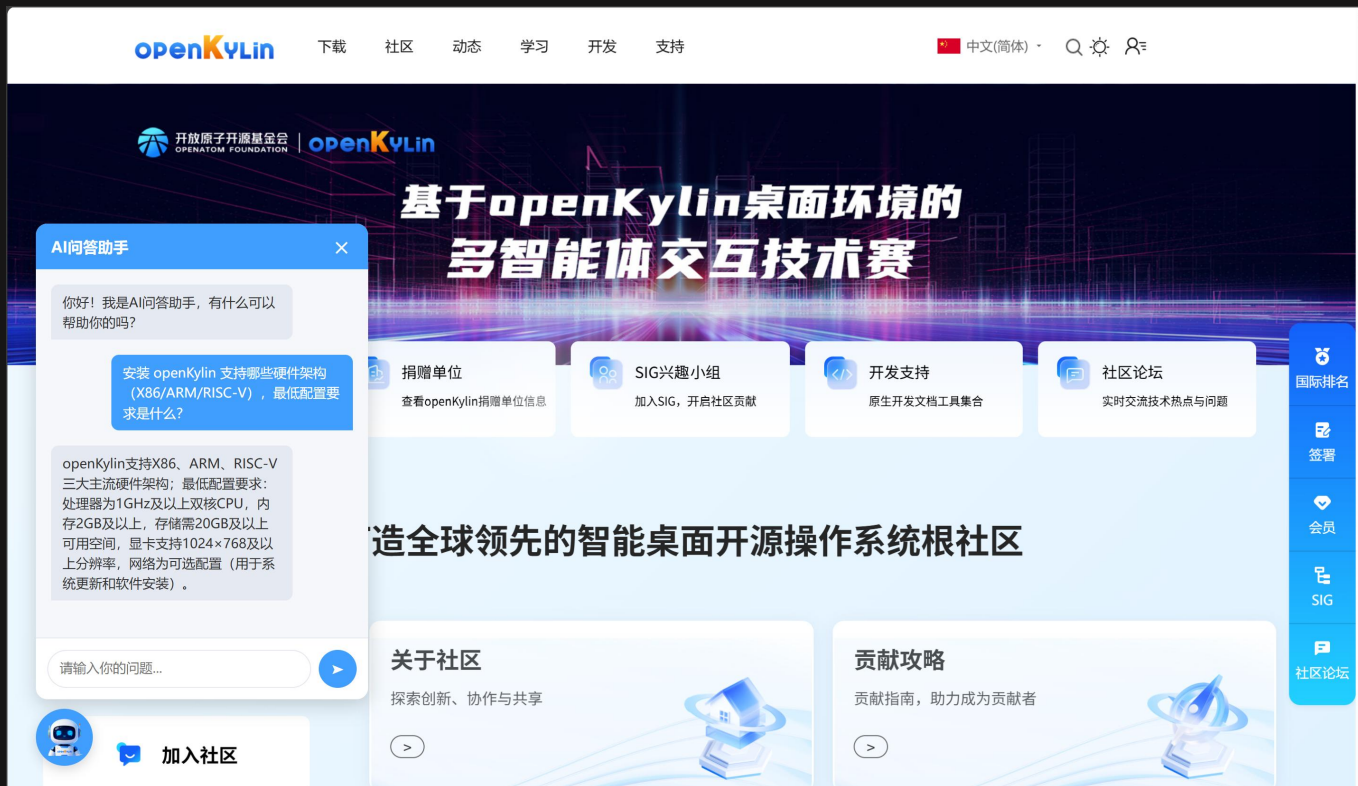 openKylin
下载
社区
动态
学习
开发
支持
中文(简体)
开放原子开源基金会
OPENATOM FOUNDATION
openKylin
基于openKylin桌面环境的
多智能体交互技术赛
AI问答助手
你好！我是AI问答助手，有什么可以
帮助你的吗？
安装 openKylin 支持哪些硬件架构
（X86/ARM/RISC-V），最低配置要
求是什么？
openKylin支持X86、ARM、RISC-V
三大主流硬件架构；最低配置要求：
处理器为1GHz及以上双核CPU，内
存2GB及以上，存储需20GB及以上
可用空间，显卡支持1024×768及以
上分辨率，网络为可选配置（用于系
统更新和软件安装）。
请输入你的问题...
捐赠单位
查看openKylin捐赠单位信息
SIG兴趣小组
加入SIG，开启社区贡献
开发支持
原生开发文档工具集合
社区论坛
实时交流技术热点与问题
国际排名
签署
会员
SIG
社区论坛
造全球领先的智能桌面开源操作系统根社区
关于社区
探索创新、协作与共享
>
贡献攻略
贡献指南，助力成为贡献者
>
加入社区